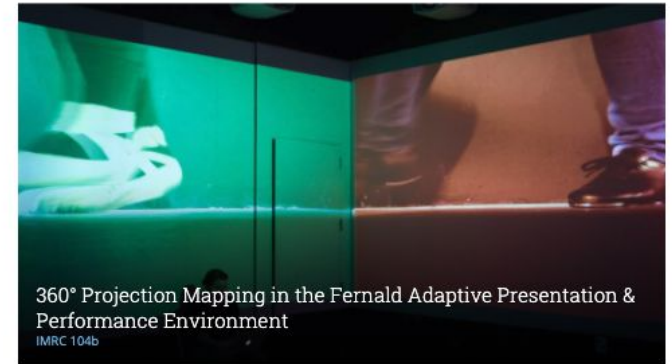 360° Projection Mapping in the Fernald Adaptive Presentation &
Performance Environment
IMRC 104b